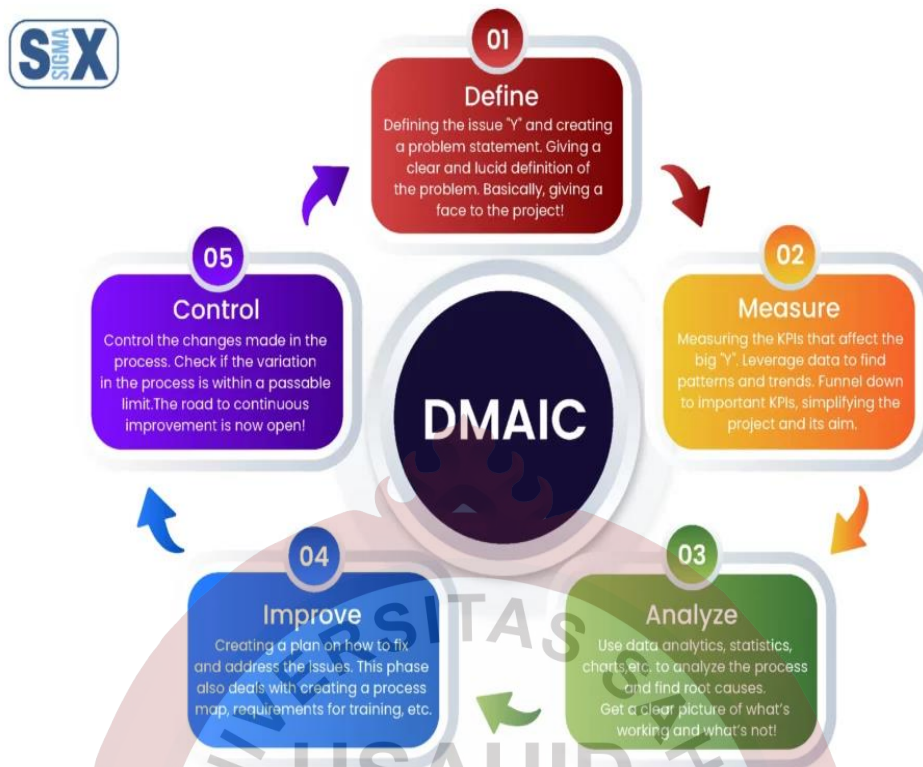 SIX
SIGMA
01
Define
Defining the issue "Y" and creating
a problem statement. Giving a
clear and lucid definition of
the problem. Basically, giving a
face to the project!
02
Measure
Measuring the KPIs that affect the
big "Y". Leverage data to find
patterns and trends. Funnel down
to important KPIs, simplifying the
project and its aim.
03
Analyze
Use data analytics, statistics,
charts,etc. to analyze the process
and find root causes.
Get a clear picture of what's
working and what's not!
04
Improve
Creating a plan on how to fix
and address the issues. This phase
also deals with creating a process
map, requirements for training, etc.
05
Control
Control the changes made in the
process. Check if the variation
in the process is within a passable
limit.The road to continuous
improvement is now open!
DMAIC
IVERSITAS SAH
USAHID